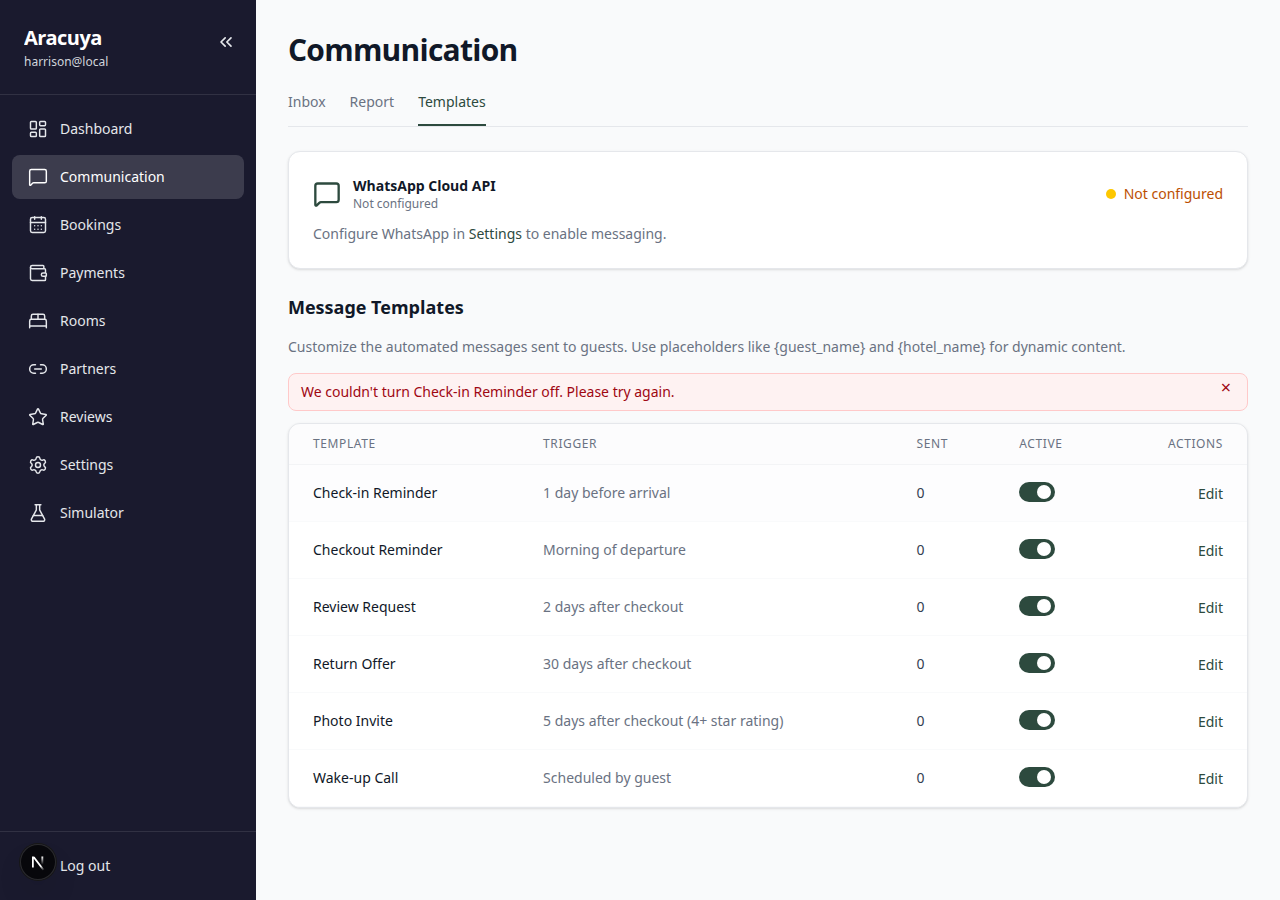 Aracuya
harrison@local
Dashboard
Communication
Bookings
Payments
Rooms
Partners
Reviews
Settings
Simulator
N
Log out
Communication
Inbox Report Templates
WhatsApp Cloud API
Not configured
Not configured
Configure WhatsApp in Settings to enable messaging.
Message Templates
Customize the automated messages sent to guests. Use placeholders like {guest_name} and {hotel_name} for dynamic content.
We couldn't turn Check-in Reminder off. Please try again. ✕
TEMPLATE TRIGGER SENT ACTIVE ACTIONS
Check-in Reminder 1 day before arrival 0 Edit
Checkout Reminder Morning of departure 0 Edit
Review Request 2 days after checkout 0 Edit
Return Offer 30 days after checkout 0 Edit
Photo Invite 5 days after checkout (4+ star rating) 0 Edit
Wake-up Call Scheduled by guest 0 Edit